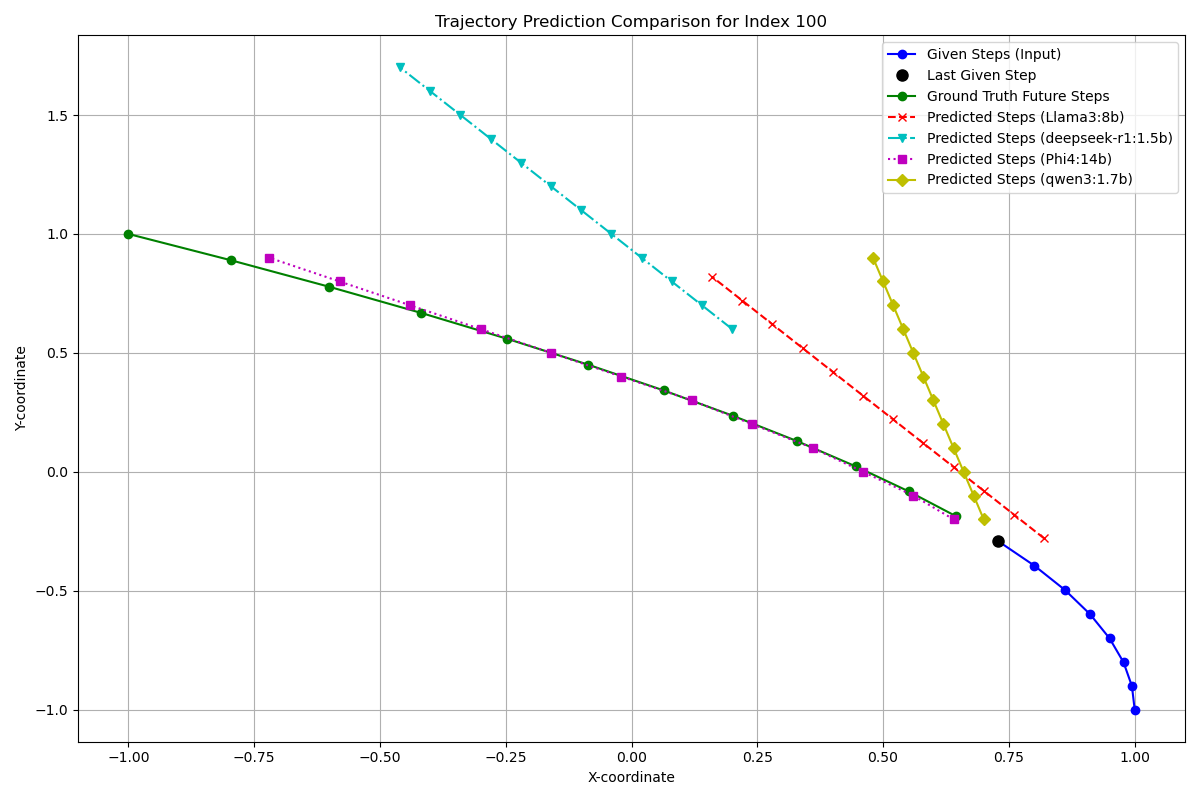 Trajectory Prediction Comparison for Index 100
Given Steps (Input)
Last Given Step
Ground Truth Future Steps
Predicted Steps (Llama3:8b)
Predicted Steps (deepseek-r1:1.5b)
Predicted Steps (Phi4:14b)
Predicted Steps (qwen3:1.7b)
Y-coordinate
1.5
1.0
0.5
0.0
−0.5
−1.0
−1.00 −0.75 −0.50 −0.25 0.00 0.25 0.50 0.75 1.00
X-coordinate